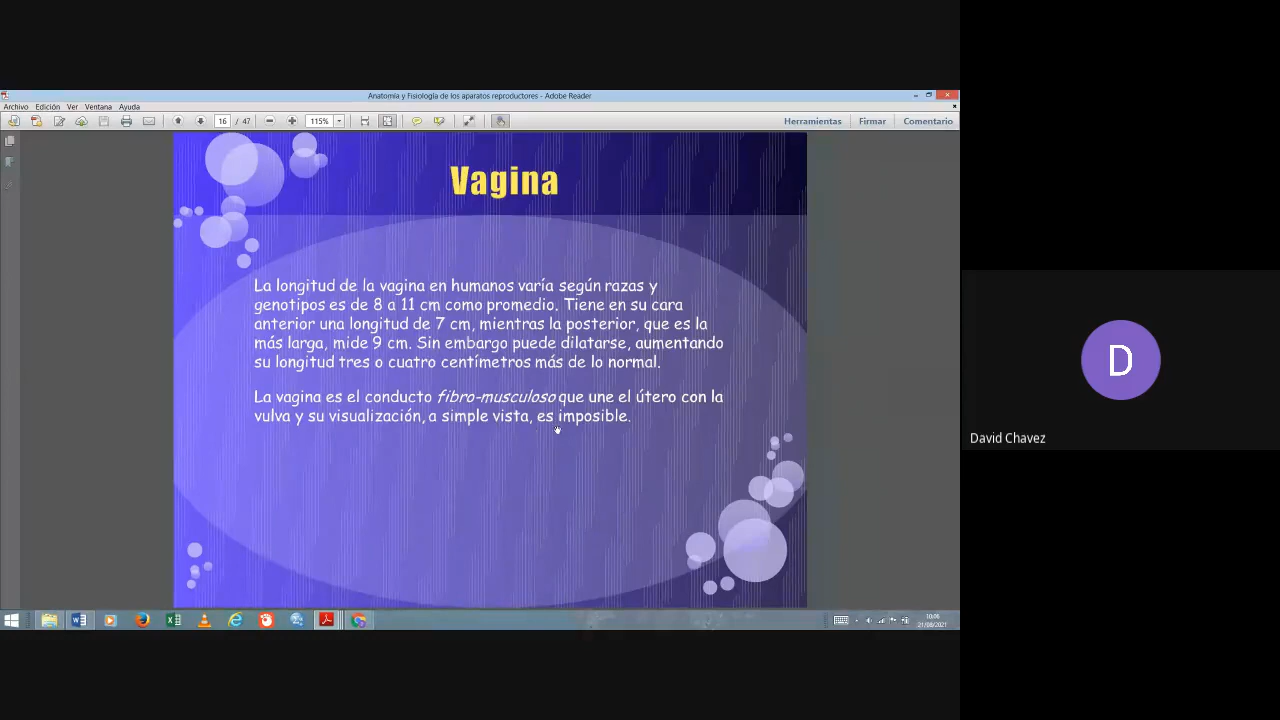 Anatomía y Fisiología de los aparatos reproductores - Adobe Reader
Archivo Edición Ver Ventana Ayuda
16 / 47 115% Herramientas Firmar Comentario
Vagina
La longitud de la vagina en humanos varía según razas y
genotipos es de 8 a 11 cm como promedio. Tiene en su cara
anterior una longitud de 7 cm, mientras la posterior, que es la
más larga, mide 9 cm. Sin embargo puede dilatarse, aumentando
su longitud tres o cuatro centímetros más de lo normal.
La vagina es el conducto fibro-musculoso que une el útero con la
vulva y su visualización, a simple vista, es imposible.
D
David Chavez
10:06
21/08/2021